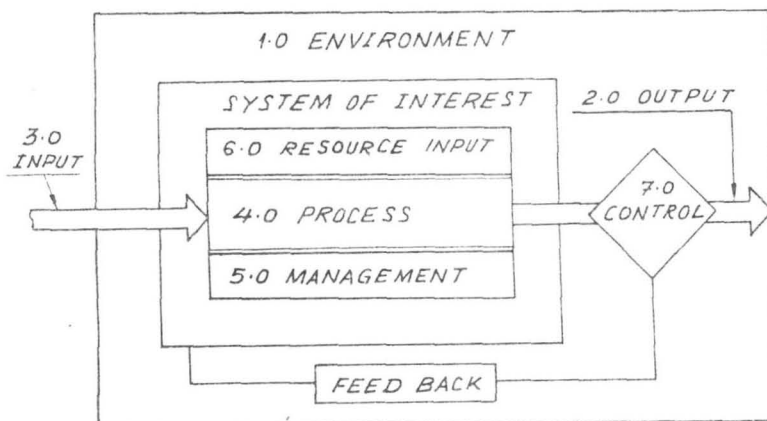 1.0 ENVIRONMENT
SYSTEM OF INTEREST
2.0 OUTPUT
3.0
INPUT
6.0 RESOURCE INPUT
4.0 PROCESS
7.0
CONTROL
5.0 MANAGEMENT
FEED BACK